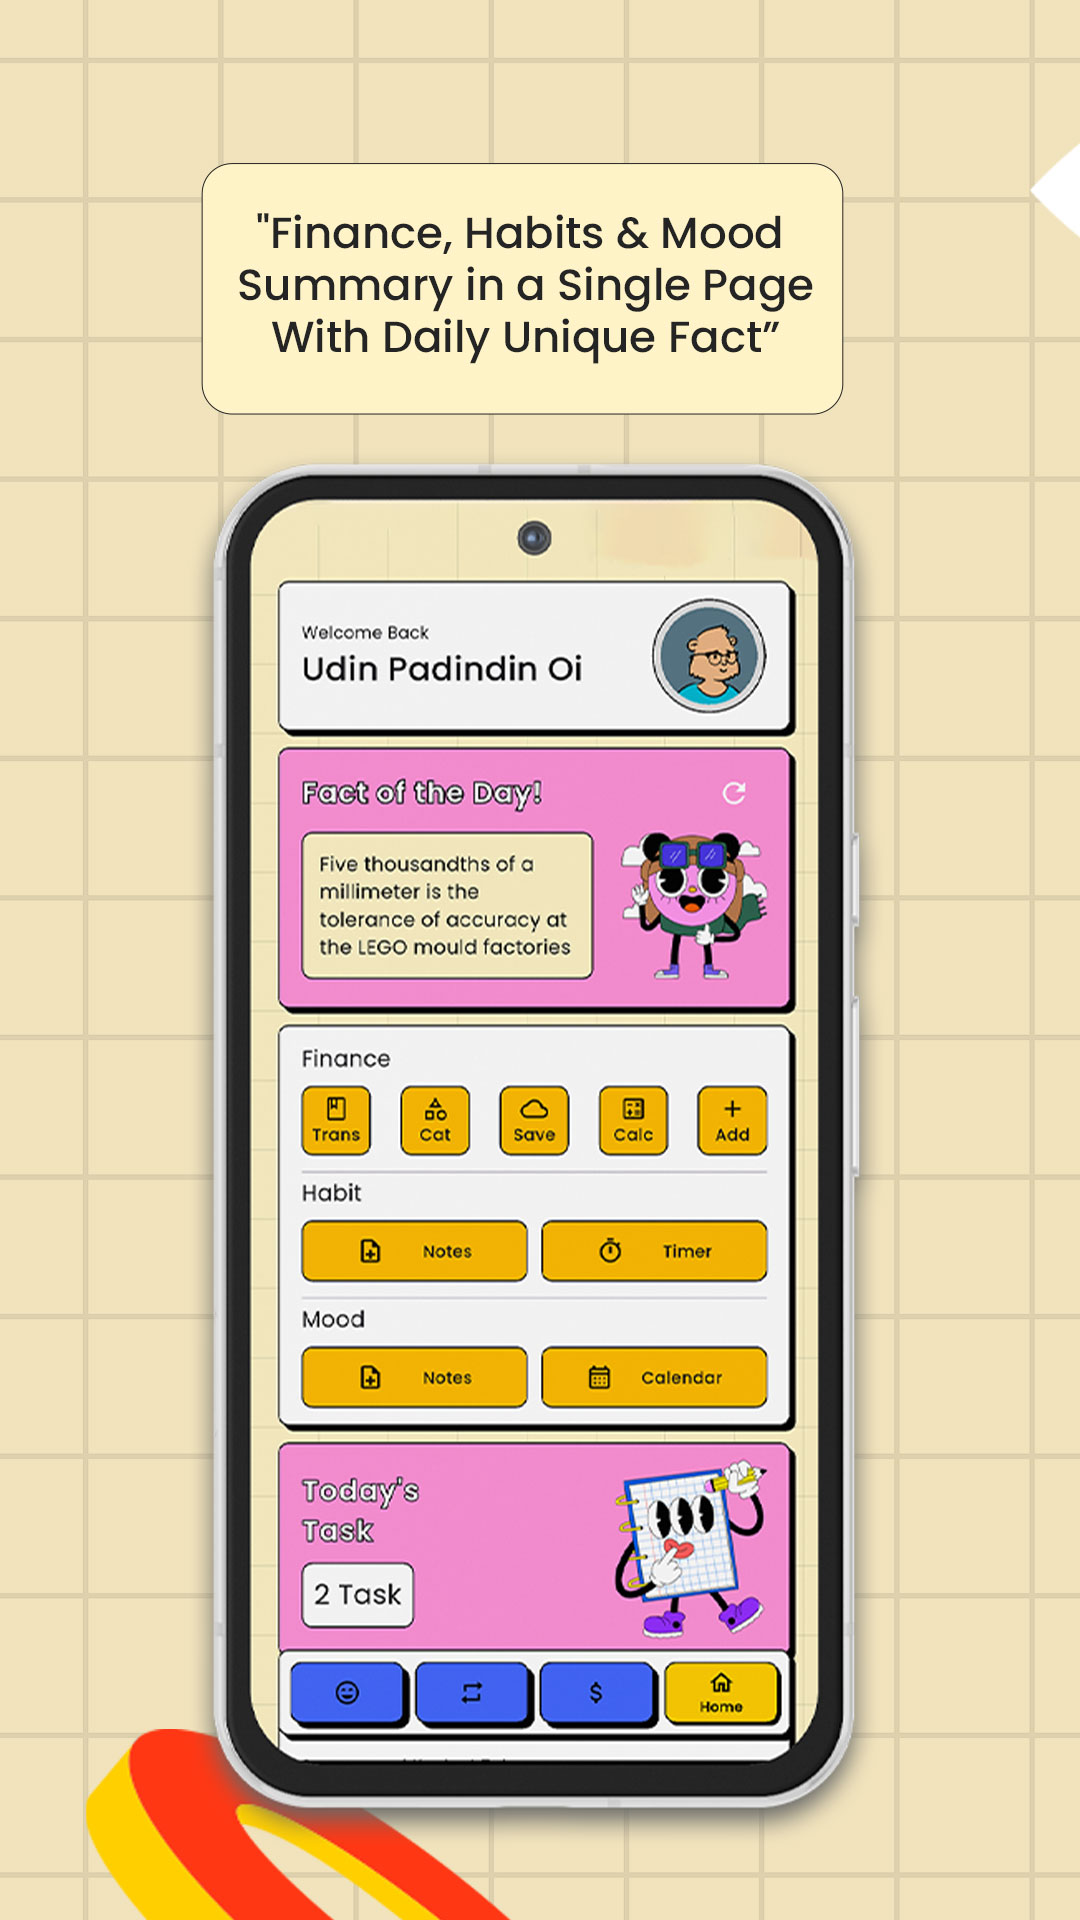 "Finance, Habits & Mood
Summary in a Single Page
With Daily Unique Fact”
Welcome Back
Udin Padindin Oi
Fact of the Day!
Five thousandths of a
millimeter is the
tolerance of accuracy at
the LEGO mould factories
Finance
Trans
Cat
Save
Calc
Add
Habit
Notes
Timer
Mood
Notes
Calendar
Today's
Task
2 Task
Home